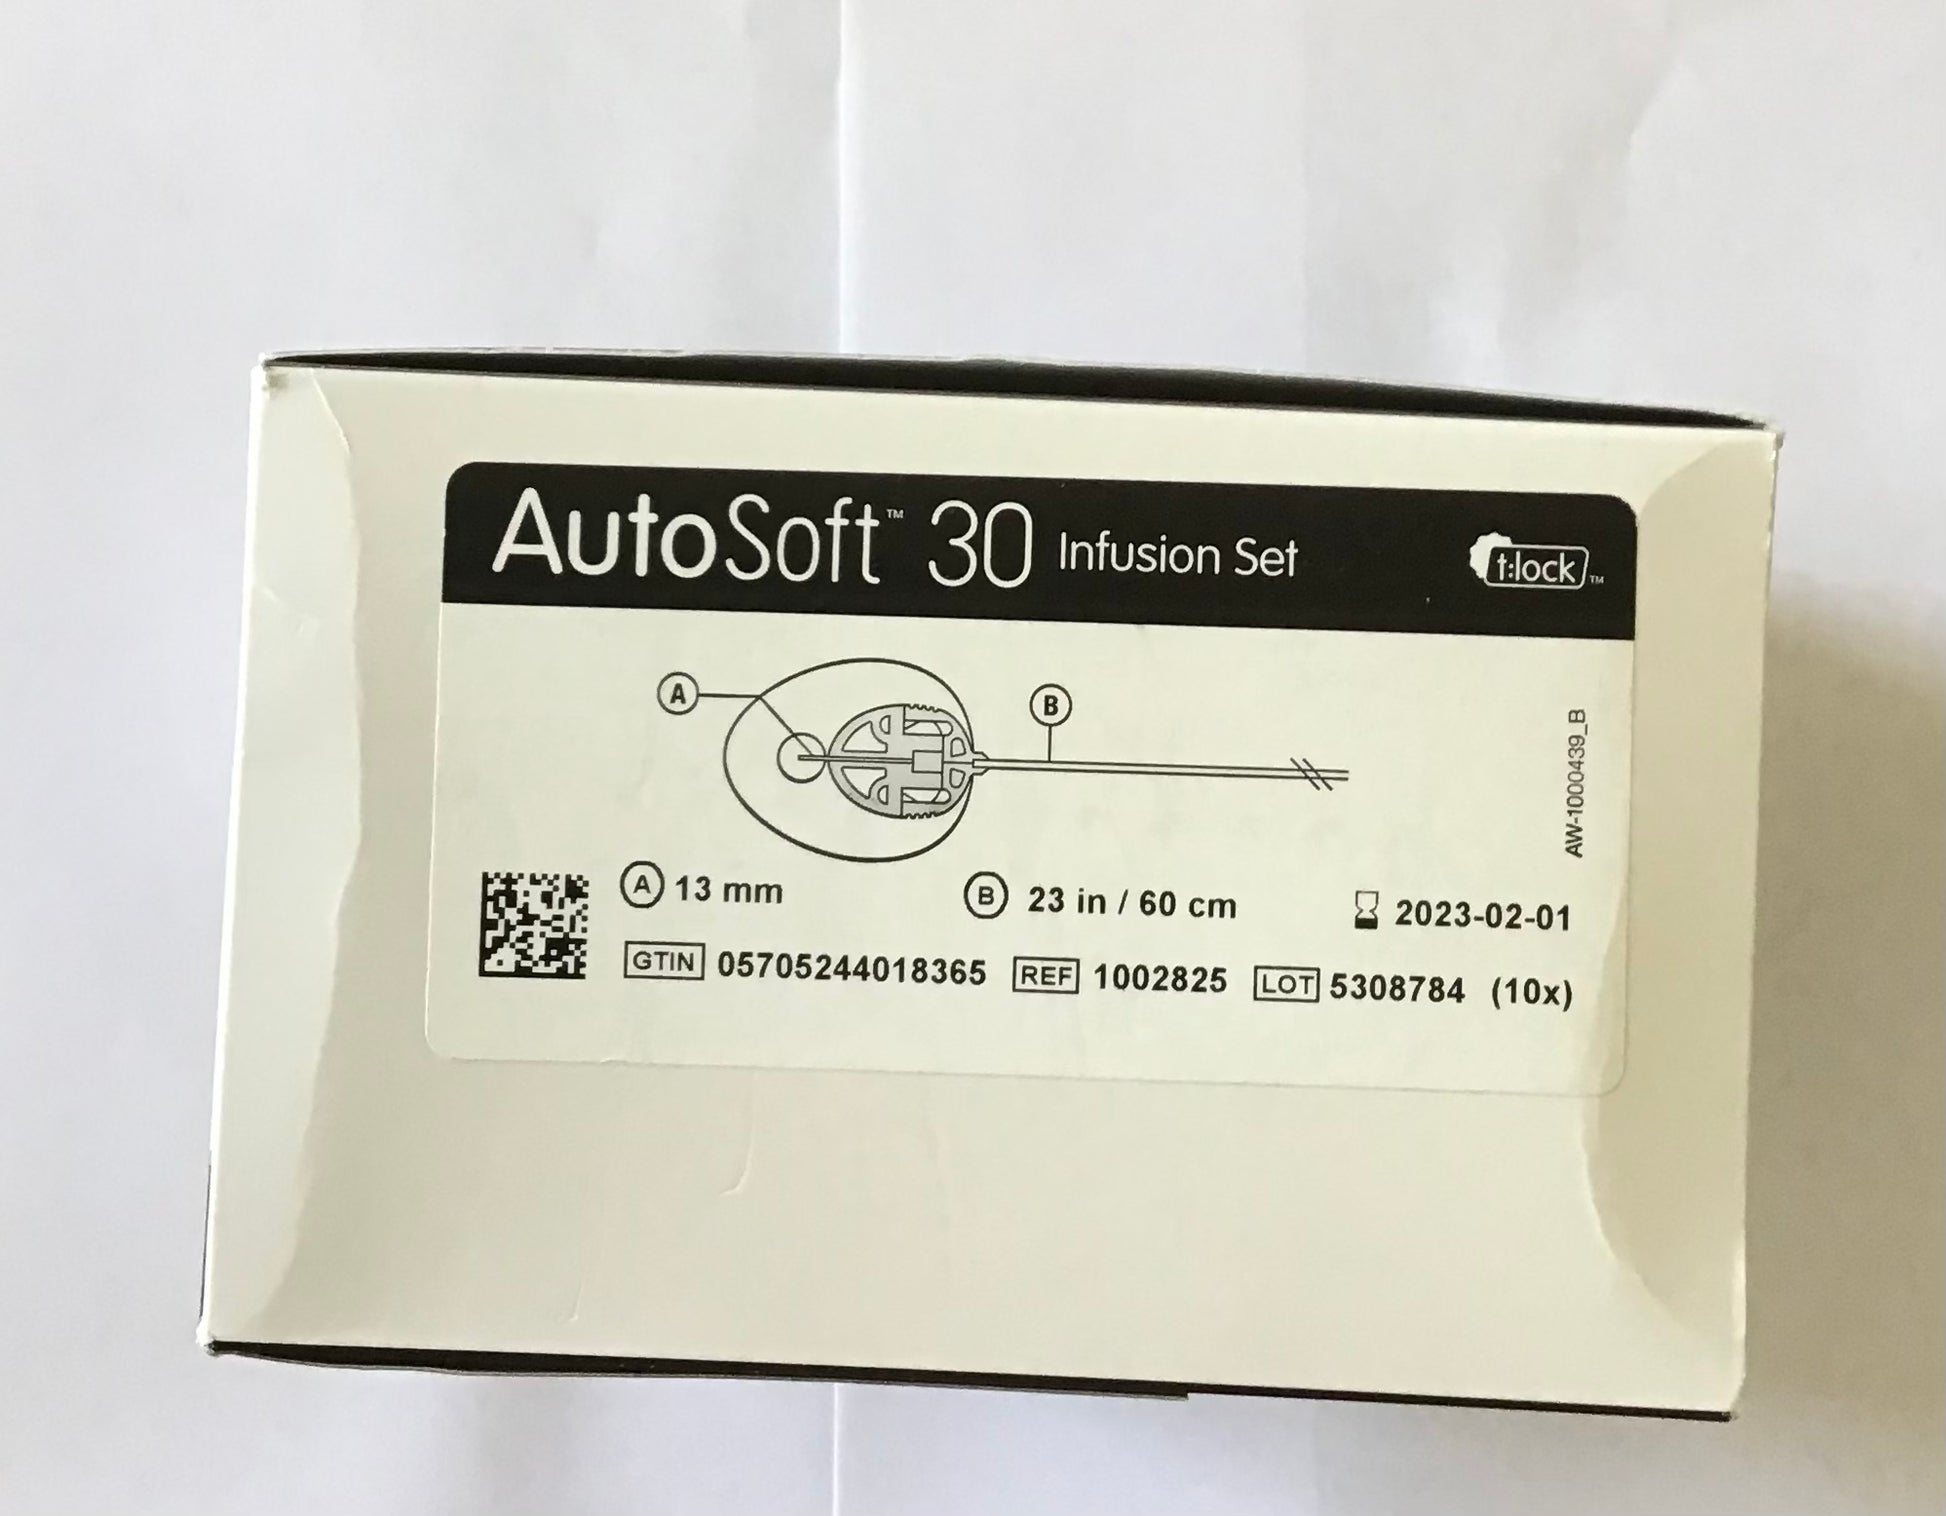 AutoSoft™ 30 Infusion Set
t:lock™
A
B
AW-1000439_B
A 13 mm
B 23 in / 60 cm
2023-02-01
GTIN 05705244018365 REF 1002825 LOT 5308784 (10x)